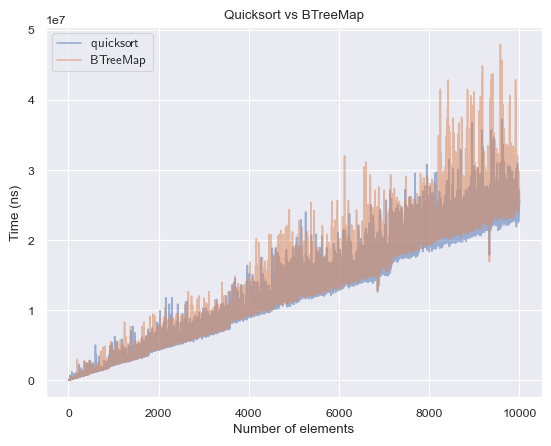 Quicksort vs BTreeMap
1e7
quicksort
BTreeMap
5
4
3
2
1
0
Time (ns)
0 2000 4000 6000 8000 10000
Number of elements